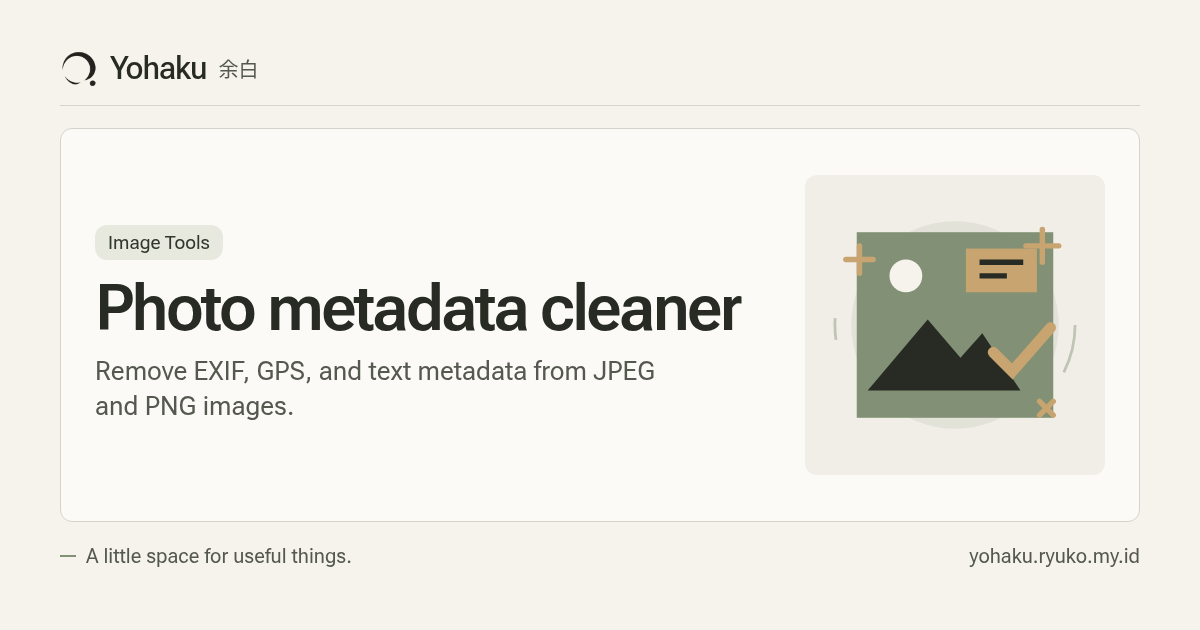 Yohaku 余白
Image Tools
Photo metadata cleaner
Remove EXIF, GPS, and text metadata from JPEG
and PNG images.
— A little space for useful things.
yohaku.ryuko.my.id